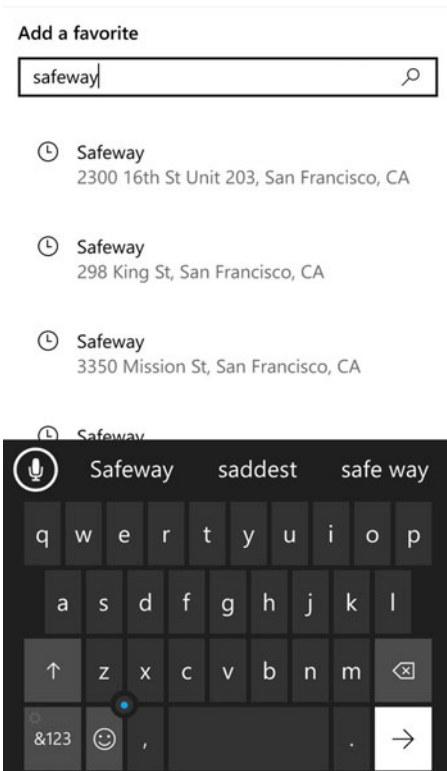 Add a favorite
safeway
Safeway
2300 16th St Unit 203, San Francisco, CA
Safeway
298 King St, San Francisco, CA
Safeway
3350 Mission St, San Francisco, CA
Safeway
Safeway saddest safe way
q w e r t y u i o p
a s d f g h j k l
z x c v b n m
&123 , .